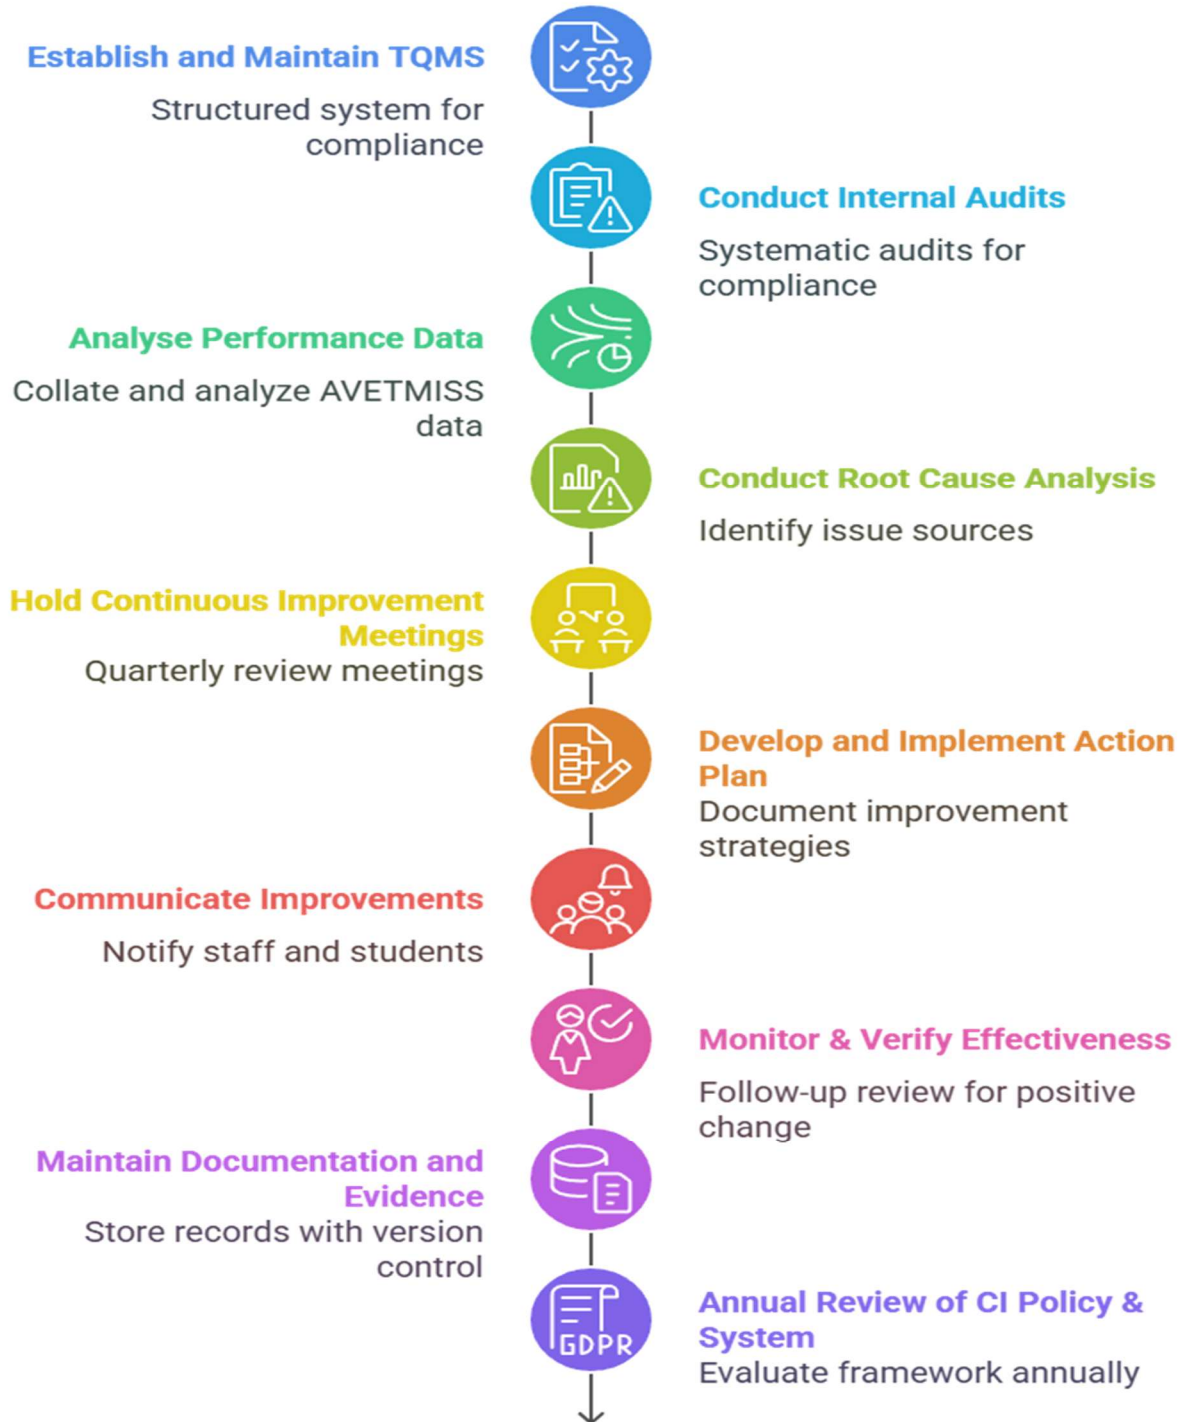 Establish and Maintain TQMS
Structured system for
compliance
Conduct Internal Audits
Systematic audits for
compliance
Analyse Performance Data
Collate and analyze AVETMISS
data
Conduct Root Cause Analysis
Identify issue sources
Hold Continuous Improvement
Meetings
Quarterly review meetings
Develop and Implement Action
Plan
Document improvement
strategies
Communicate Improvements
Notify staff and students
Monitor & Verify Effectiveness
Follow-up review for positive
change
Maintain Documentation and
Evidence
Store records with version
control
GDPR
Annual Review of CI Policy &
System
Evaluate framework annually